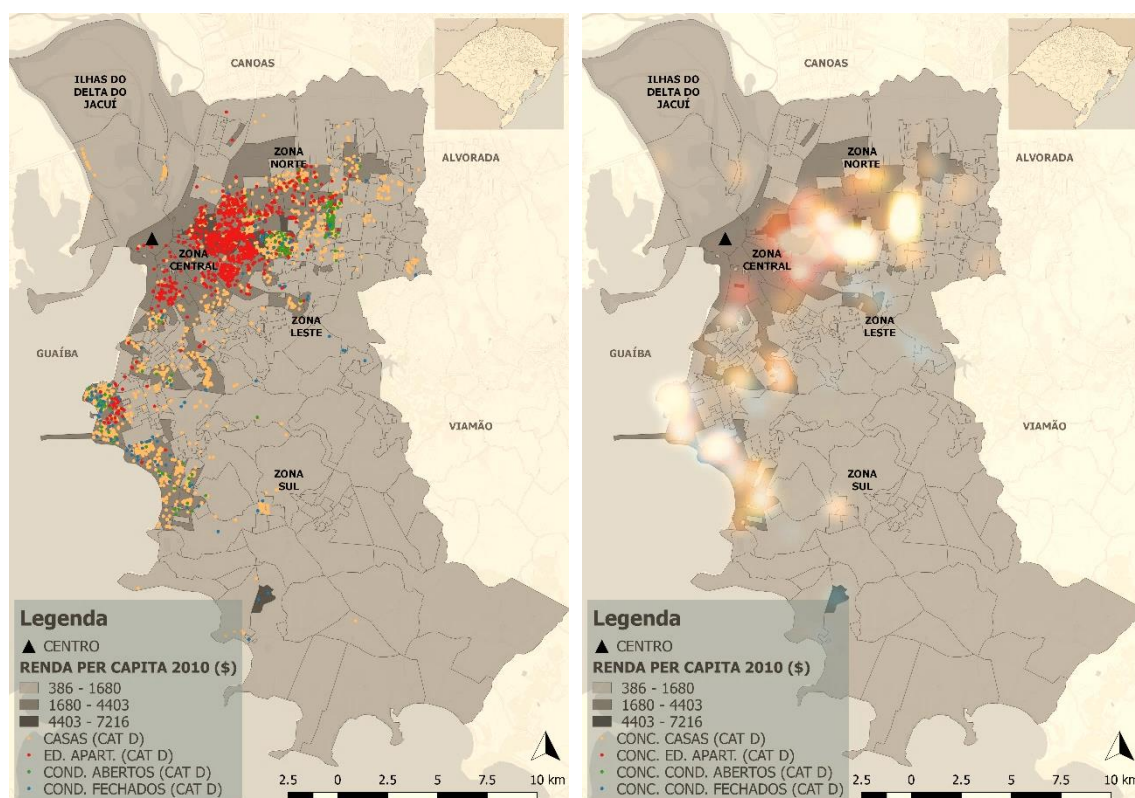 CANOAS
ILHAS DO
DELTA DO
JACUÍ
ZONA
NORTE
ALVORADA
ZONA
CENTRAL
ZONA
LESTE
GUAÍBA
VIAMÃO
ZONA
SUL
Legenda
CENTRO
RENDA PER CAPITA 2010 ($)
386 - 1680
1680 - 4403
4403 - 7216
CASAS (CAT D)
ED. APART. (CAT D)
COND. ABERTOS (CAT D)
COND. FECHADOS (CAT D)
2.5 0 2.5 5 7.5 10 km
CANOAS
ILHAS DO
DELTA DO
JACUÍ
ZONA
NORTE
ALVORADA
ZONA
CENTRAL
ZONA
LESTE
GUAÍBA
VIAMÃO
ZONA
SUL
Legenda
CENTRO
RENDA PER CAPITA 2010 ($)
386 - 1680
1680 - 4403
4403 - 7216
CONC. CASAS (CAT D)
CONC. ED. APART. (CAT D)
CONC. COND. ABERTOS (CAT D)
CONC. COND. FECHADOS (CAT D)
2.5 0 2.5 5 7.5 10 km